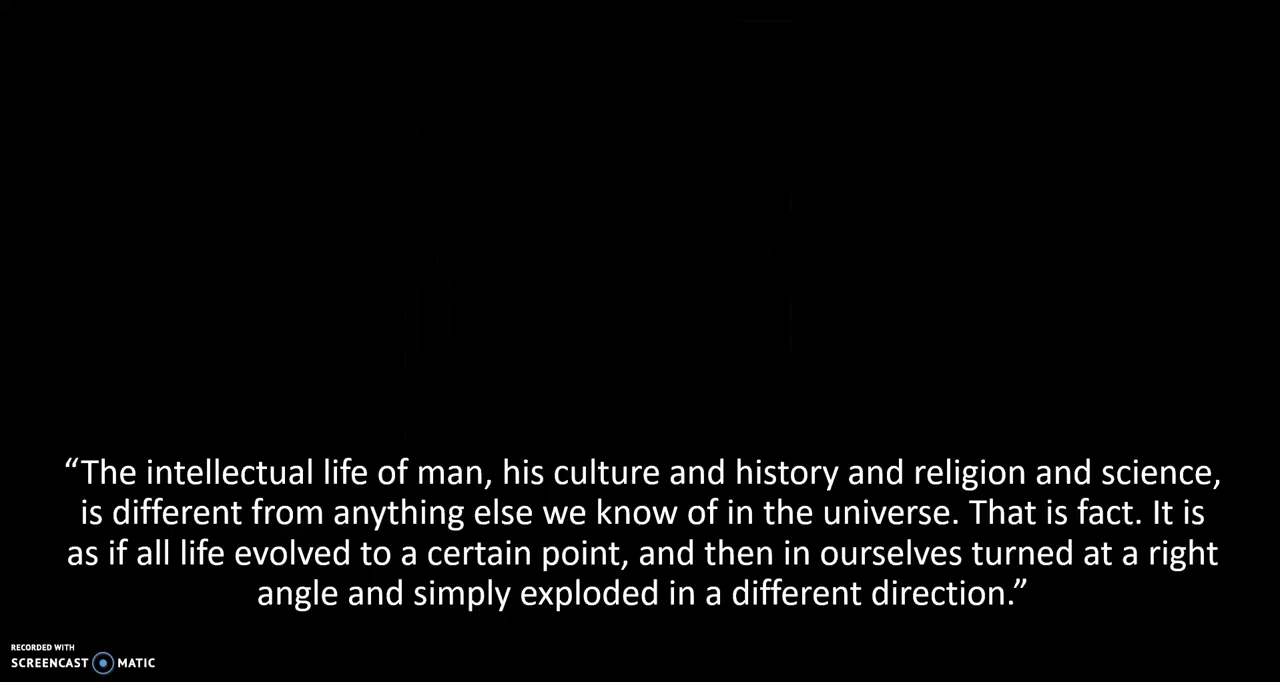 “The intellectual life of man, his culture and history and religion and science,
is different from anything else we know of in the universe. That is fact. It is
as if all life evolved to a certain point, and then in ourselves turned at a right
angle and simply exploded in a different direction.”
RECORDED WITH
SCREENCAST MATIC